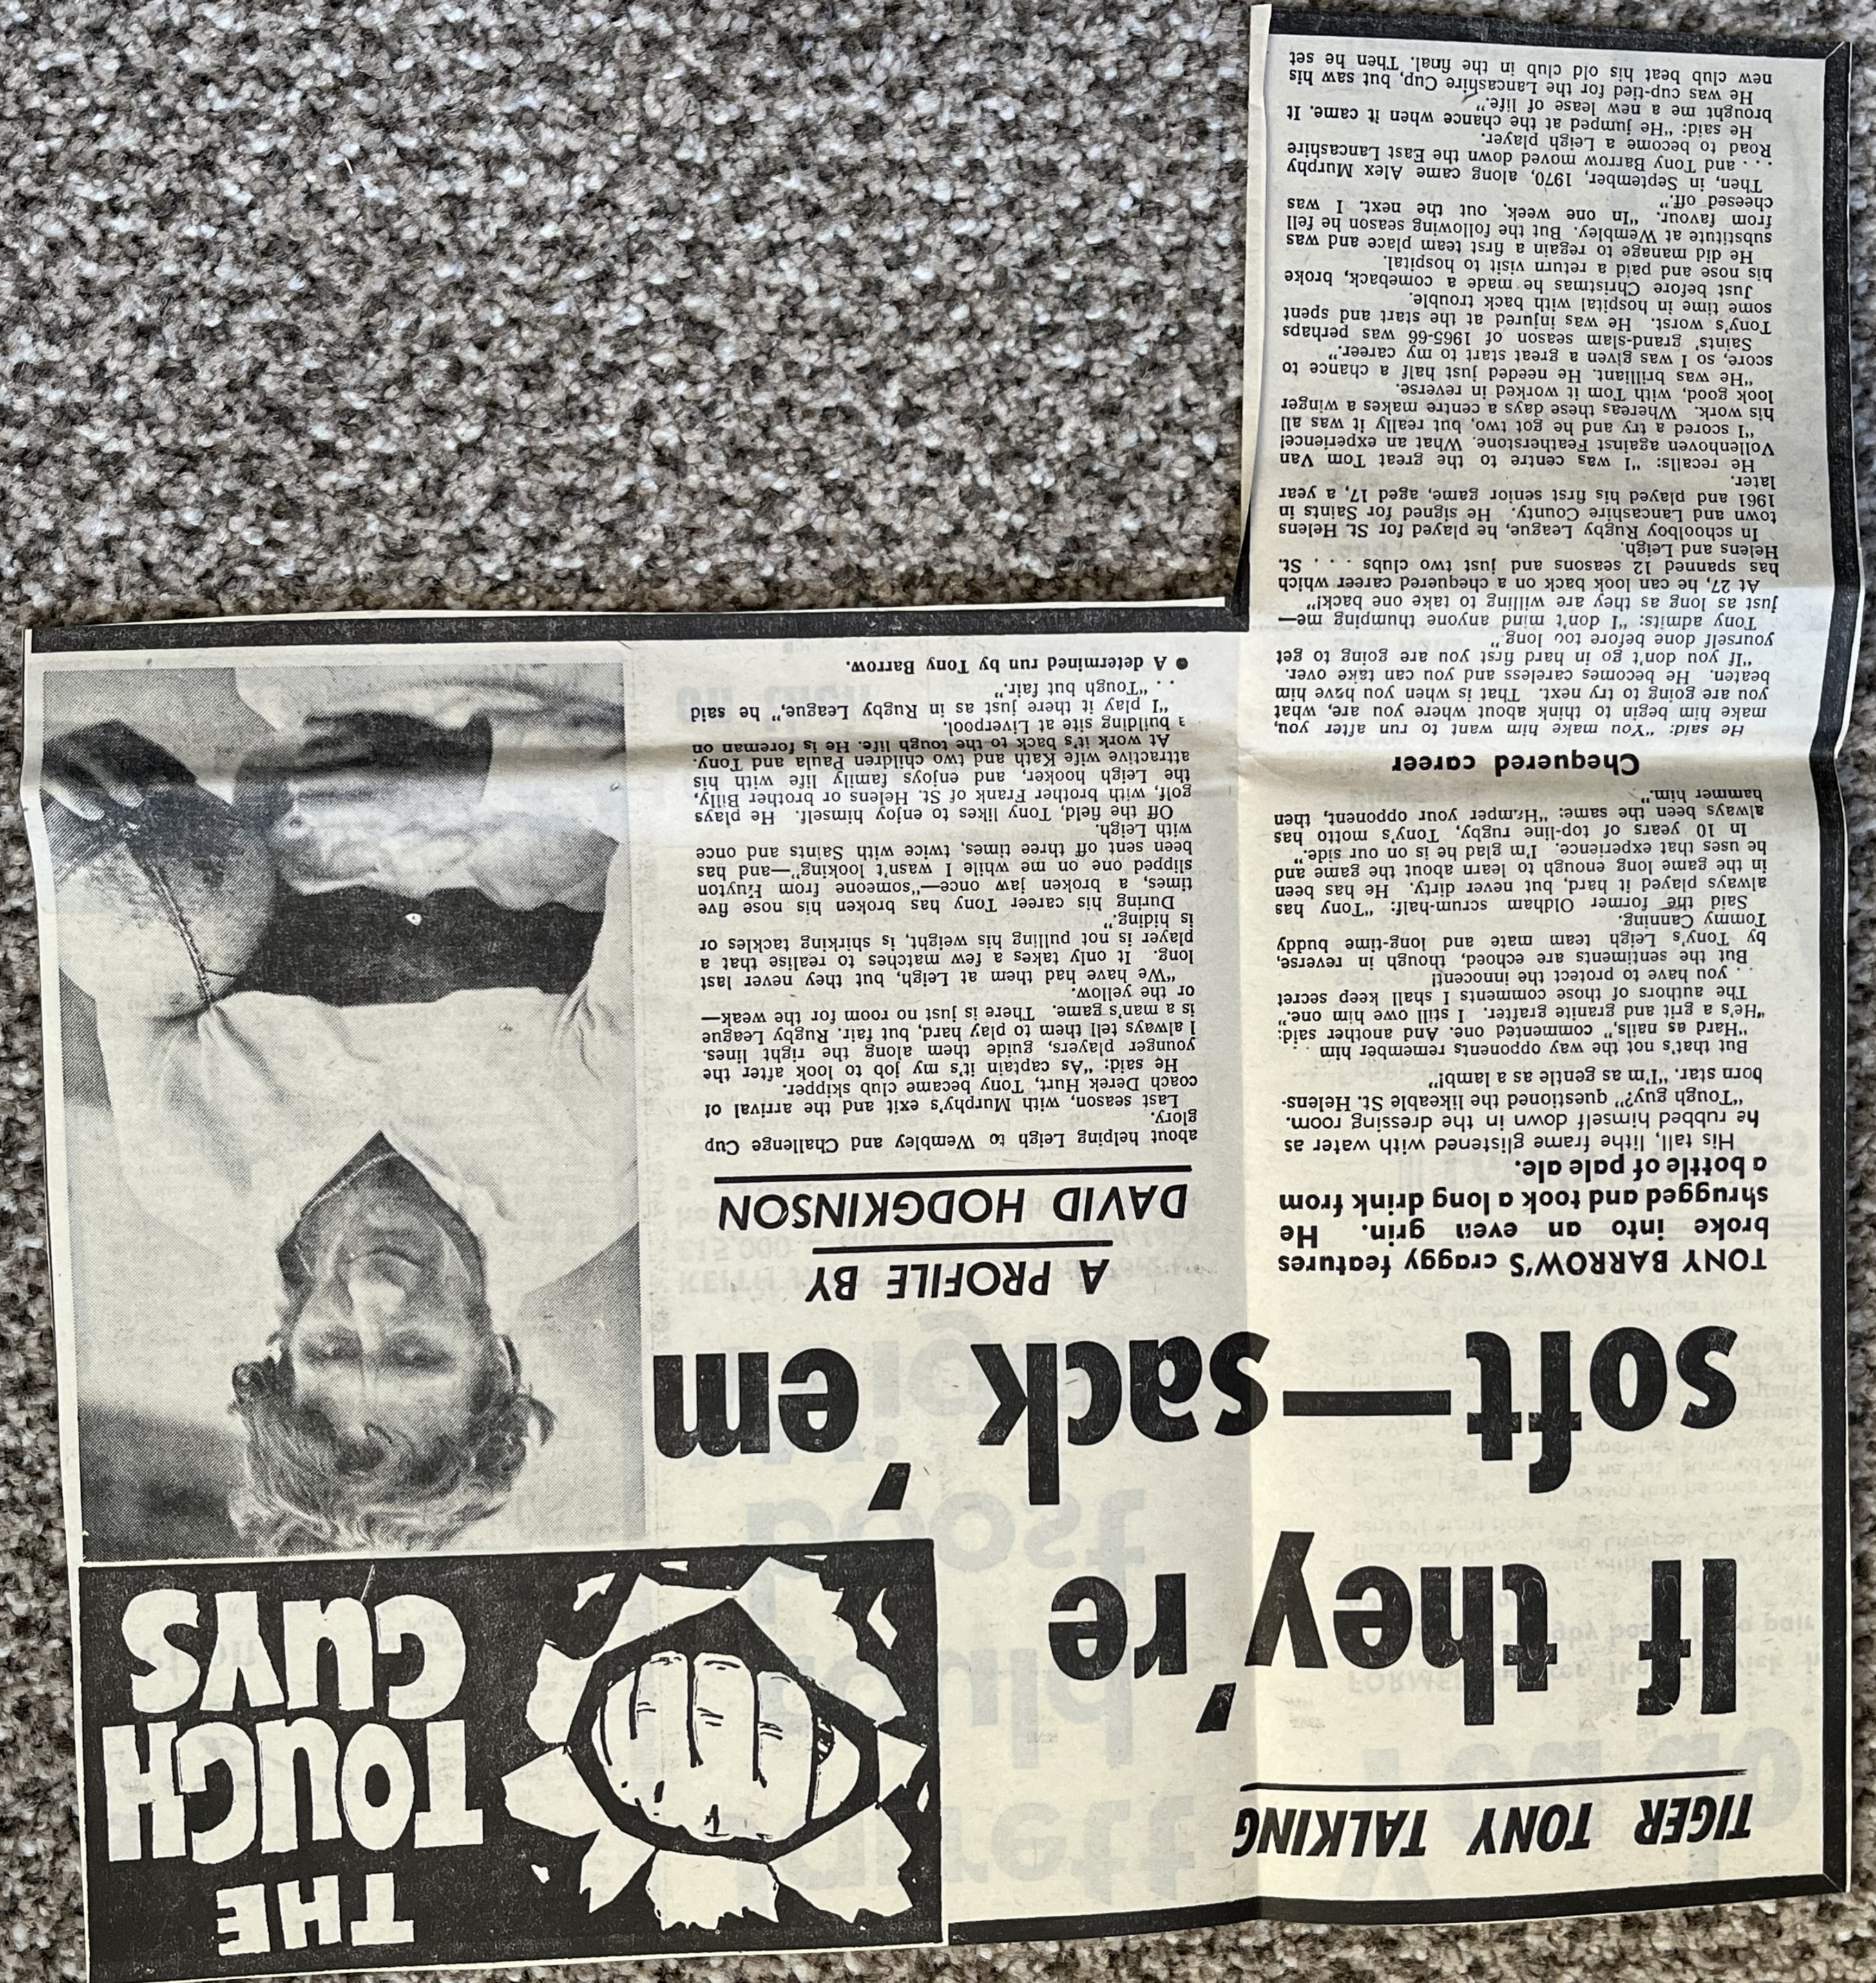 TIGER TONY TALKING
If they're
soft—sack 'em
THE
TOUGH
GUYS
A PROFILE BY
DAVID HODGKINSON
TONY BARROW'S craggy features
broke into an even grin. He
shrugged and took a long drink from
a bottle of pale ale.
His tall, lithe frame glistened with water as
he rubbed himself down in the dressing room.
"Tough guy?" questioned the likeable St. Helens-
born star. "I'm as gentle as a lamb!"
But that's not the way opponents remember him . .
"Hard as nails," commented one. And another said:
"He's a grit and granite grafter. I still owe him one."
The authors of those comments I shall keep secret
. . you have to protect the innocent!
But the sentiments are echoed, though in reverse,
by Tony's Leigh team mate and long-time buddy
Tommy Canning.
Said the former Oldham scrum-half: "Tony has
always played it hard, but never dirty. He has been
in the game long enough to learn about the game and
he uses that experience. I'm glad he is on our side."
In 10 years of top-line rugby, Tony's motto has
always been the same: "Hamper your opponent, then
hammer him."
Chequered career
He said: "You make him want to run after you,
make him begin to think about where you are, what
you are going to try next. That is when you have him
beaten. He becomes careless and you can take over.
"If you don't go in hard first you are going to get
yourself done before too long."
Tony admits: "I don't mind anyone thumping me—
just as long as they are willing to take one back!"
At 27, he can look back on a chequered career which
has spanned 12 seasons and just two clubs . . . St.
Helens and Leigh.
In schoolboy Rugby League, he played for St. Helens
town and Lancashire County. He signed for Saints in
1961 and played his first senior game, aged 17, a year
later.
He recalls: "I was centre to the great Tom Van
Vollenhoven against Featherstone. What an experience!
"I scored a try and he got two, but really it was all
his work. Whereas these days a centre makes a winger
look good, with Tom it worked in reverse.
"He was brilliant. He needed just half a chance to
score, so I was given a great start to my career."
Saints' grand-slam season of 1965-66 was perhaps
Tony's worst. He was injured at the start and spent
some time in hospital with back trouble.
Just before Christmas he made a comeback, broke
his nose and paid a return visit to hospital.
He did manage to regain a first team place and was
substitute at Wembley. But the following season he fell
from favour. "In one week, out the next. I was
cheesed off."
Then, in September, 1970, along came Alex Murphy
. . . and Tony Barrow moved down the East Lancashire
Road to become a Leigh player.
He said: "He jumped at the chance when it came. It
brought me a new lease of life."
He was cup-tied for the Lancashire Cup, but saw his
new club beat his old club in the final. Then he set
about helping Leigh to Wembley and Challenge Cup
glory.
Last season, with Murphy's exit and the arrival of
coach Derek Hurt, Tony became club skipper.
He said: "As captain it's my job to look after the
younger players, guide them along the right lines.
I always tell them to play hard, but fair. Rugby League
is a man's game. There is just no room for the weak—
or the yellow.
"We have had them at Leigh, but they never last
long. It only takes a few matches to realise that a
player is not pulling his weight, is shirking tackles or
is hiding."
During his career Tony has broken his nose five
times, a broken jaw once—"someone from Huyton
slipped one on me while I wasn't looking"—and has
been sent off three times, twice with Saints and once
with Leigh.
Off the field, Tony likes to enjoy himself. He plays
golf, with brother Frank of St. Helens or brother Billy,
the Leigh hooker, and enjoys family life with his
attractive wife Kath and two children Paula and Tony.
At work it's back to the tough life. He is foreman on
a building site at Liverpool.
"I play it there just as in Rugby League," he said
. . "Tough but fair."
● A determined run by Tony Barrow.